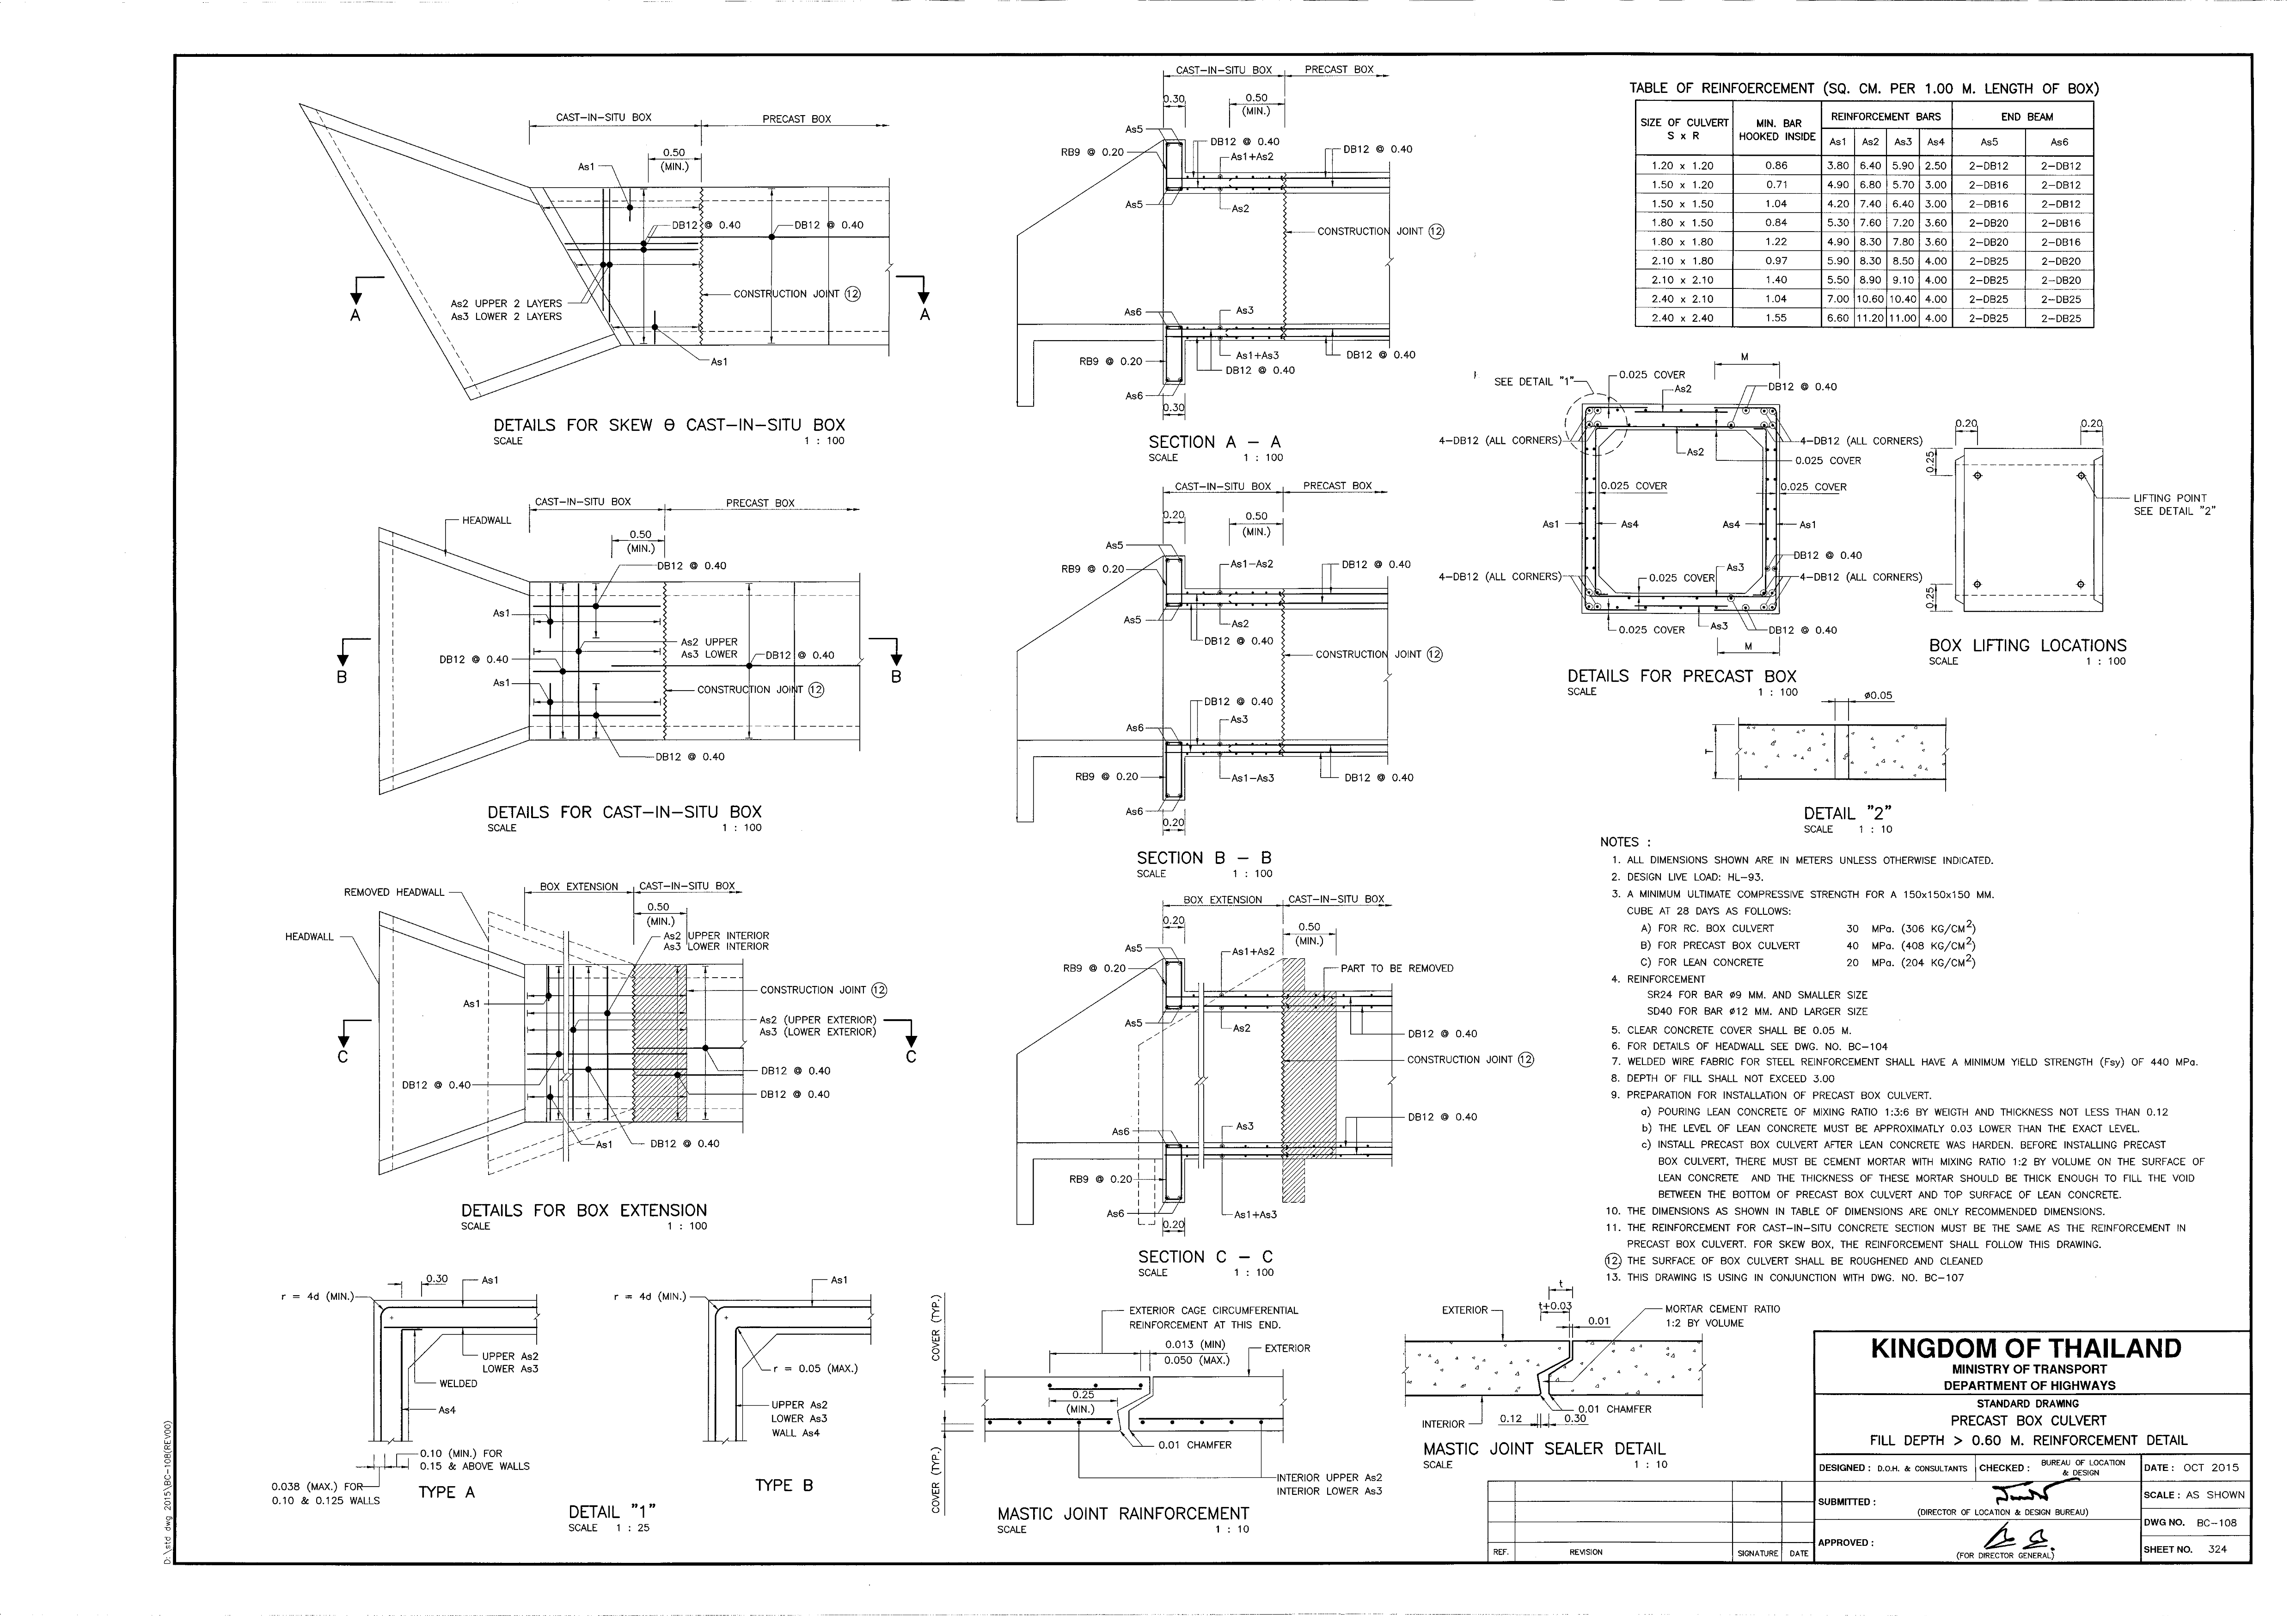 CAST-IN-SITU BOX
PRECAST BOX
0.50
(MIN.)
As1
DB12 @ 0.40
DB12 @ 0.40
CONSTRUCTION JOINT 12
As2 UPPER 2 LAYERS
As3 LOWER 2 LAYERS
As1
A
A
DETAILS FOR SKEW Ɵ CAST-IN-SITU BOX
SCALE 1 : 100
CAST-IN-SITU BOX
PRECAST BOX
HEADWALL
0.50
(MIN.)
DB12 @ 0.40
As1
As2 UPPER
As3 LOWER
DB12 @ 0.40
DB12 @ 0.40
As1
CONSTRUCTION JOINT 12
DB12 @ 0.40
B
B
DETAILS FOR CAST-IN-SITU BOX
SCALE 1 : 100
REMOVED HEADWALL
BOX EXTENSION
CAST-IN-SITU BOX
0.50
(MIN.)
HEADWALL
As2 UPPER INTERIOR
As3 LOWER INTERIOR
As1
CONSTRUCTION JOINT 12
As2 (UPPER EXTERIOR)
As3 (LOWER EXTERIOR)
C
C
DB12 @ 0.40
DB12 @ 0.40
DB12 @ 0.40
As1
DB12 @ 0.40
DETAILS FOR BOX EXTENSION
SCALE 1 : 100
r = 4d (MIN.)
0.30
As1
UPPER As2
LOWER As3
WELDED
As4
0.10 (MIN.) FOR
0.15 & ABOVE WALLS
0.038 (MAX.) FOR
0.10 & 0.125 WALLS
TYPE A
r = 4d (MIN.)
As1
r = 0.05 (MAX.)
UPPER As2
LOWER As3
WALL As4
TYPE B
DETAIL "1"
SCALE 1 : 25
CAST-IN-SITU BOX
PRECAST BOX
0.30
0.50
(MIN.)
As5
DB12 @ 0.40
RB9 @ 0.20
As1+As2
DB12 @ 0.40
As5
As2
CONSTRUCTION JOINT 12
As6
As3
RB9 @ 0.20
As1+As3
DB12 @ 0.40
DB12 @ 0.40
As6
0.30
SECTION A - A
SCALE 1 : 100
CAST-IN-SITU BOX
PRECAST BOX
0.20
0.50
(MIN.)
As5
RB9 @ 0.20
As1-As2
DB12 @ 0.40
As5
As2
DB12 @ 0.40
CONSTRUCTION JOINT 12
DB12 @ 0.40
As3
As6
RB9 @ 0.20
As1-As3
DB12 @ 0.40
As6
0.20
SECTION B - B
SCALE 1 : 100
BOX EXTENSION
CAST-IN-SITU BOX
0.20
0.50
(MIN.)
As5
As1+As2
RB9 @ 0.20
PART TO BE REMOVED
As5
As2
DB12 @ 0.40
CONSTRUCTION JOINT 12
DB12 @ 0.40
As6
As3
RB9 @ 0.20
As6
As1+As3
0.20
SECTION C - C
SCALE 1 : 100
COVER (TYP.)
EXTERIOR CAGE CIRCUMFERENTIAL
REINFORCEMENT AT THIS END.
0.013 (MIN)
0.050 (MAX.)
EXTERIOR
0.25
(MIN.)
0.01 CHAMFER
COVER (TYP.)
INTERIOR UPPER As2
INTERIOR LOWER As3
MASTIC JOINT RAINFORCEMENT
SCALE 1 : 10
TABLE OF REINFOERCEMENT (SQ. CM. PER 1.00 M. LENGTH OF BOX)
SIZE OF CULVERT S x R MIN. BAR HOOKED INSIDE REINFORCEMENT BARS END BEAM
As1 As2 As3 As4 As5 As6
1.20 x 1.20 0.86 3.80 6.40 5.90 2.50 2-DB12 2-DB12
1.50 x 1.20 0.71 4.90 6.80 5.70 3.00 2-DB16 2-DB12
1.50 x 1.50 1.04 4.20 7.40 6.40 3.00 2-DB16 2-DB12
1.80 x 1.50 0.84 5.30 7.60 7.20 3.60 2-DB20 2-DB16
1.80 x 1.80 1.22 4.90 8.30 7.80 3.60 2-DB20 2-DB16
2.10 x 1.80 0.97 5.90 8.30 8.50 4.00 2-DB25 2-DB20
2.10 x 2.10 1.40 5.50 8.90 9.10 4.00 2-DB25 2-DB20
2.40 x 2.10 1.04 7.00 10.60 10.40 4.00 2-DB25 2-DB25
2.40 x 2.40 1.55 6.60 11.20 11.00 4.00 2-DB25 2-DB25
M
SEE DETAIL "1"
0.025 COVER
As2
DB12 @ 0.40
4-DB12 (ALL CORNERS)
4-DB12 (ALL CORNERS)
As2
0.025 COVER
0.025 COVER
0.025 COVER
As1
As4
As4
As1
DB12 @ 0.40
4-DB12 (ALL CORNERS)
0.025 COVER
As3
4-DB12 (ALL CORNERS)
0.025 COVER
As3
DB12 @ 0.40
M
DETAILS FOR PRECAST BOX
SCALE 1 : 100
0.20
0.20
0.25
LIFTING POINT
SEE DETAIL "2"
0.25
BOX LIFTING LOCATIONS
SCALE 1 : 100
ø0.05
T
DETAIL "2"
SCALE 1 : 10
NOTES :
1. ALL DIMENSIONS SHOWN ARE IN METERS UNLESS OTHERWISE INDICATED.
2. DESIGN LIVE LOAD: HL-93.
3. A MINIMUM ULTIMATE COMPRESSIVE STRENGTH FOR A 150x150x150 MM.
CUBE AT 28 DAYS AS FOLLOWS:
A) FOR RC. BOX CULVERT 30 MPa. (306 KG/CM2)
B) FOR PRECAST BOX CULVERT 40 MPa. (408 KG/CM2)
C) FOR LEAN CONCRETE 20 MPa. (204 KG/CM2)
4. REINFORCEMENT
SR24 FOR BAR ø9 MM. AND SMALLER SIZE
SD40 FOR BAR ø12 MM. AND LARGER SIZE
5. CLEAR CONCRETE COVER SHALL BE 0.05 M.
6. FOR DETAILS OF HEADWALL SEE DWG. NO. BC-104
7. WELDED WIRE FABRIC FOR STEEL REINFORCEMENT SHALL HAVE A MINIMUM YIELD STRENGTH (Fsy) OF 440 MPa.
8. DEPTH OF FILL SHALL NOT EXCEED 3.00
9. PREPARATION FOR INSTALLATION OF PRECAST BOX CULVERT.
a) POURING LEAN CONCRETE OF MIXING RATIO 1:3:6 BY WEIGTH AND THICKNESS NOT LESS THAN 0.12
b) THE LEVEL OF LEAN CONCRETE MUST BE APPROXIMATLY 0.03 LOWER THAN THE EXACT LEVEL.
c) INSTALL PRECAST BOX CULVERT AFTER LEAN CONCRETE WAS HARDEN. BEFORE INSTALLING PRECAST
BOX CULVERT, THERE MUST BE CEMENT MORTAR WITH MIXING RATIO 1:2 BY VOLUME ON THE SURFACE OF
LEAN CONCRETE AND THE THICKNESS OF THESE MORTAR SHOULD BE THICK ENOUGH TO FILL THE VOID
BETWEEN THE BOTTOM OF PRECAST BOX CULVERT AND TOP SURFACE OF LEAN CONCRETE.
10. THE DIMENSIONS AS SHOWN IN TABLE OF DIMENSIONS ARE ONLY RECOMMENDED DIMENSIONS.
11. THE REINFORCEMENT FOR CAST-IN-SITU CONCRETE SECTION MUST BE THE SAME AS THE REINFORCEMENT IN
PRECAST BOX CULVERT. FOR SKEW BOX, THE REINFORCEMENT SHALL FOLLOW THIS DRAWING.
12. THE SURFACE OF BOX CULVERT SHALL BE ROUGHENED AND CLEANED
13. THIS DRAWING IS USING IN CONJUNCTION WITH DWG. NO. BC-107
t
EXTERIOR
t+0.03
0.01
MORTAR CEMENT RATIO
1:2 BY VOLUME
INTERIOR
0.12
0.30
0.01 CHAMFER
MASTIC JOINT SEALER DETAIL
SCALE 1 : 10
REF. REVISION SIGNATURE DATE
KINGDOM OF THAILAND
MINISTRY OF TRANSPORT
DEPARTMENT OF HIGHWAYS
STANDARD DRAWING
PRECAST BOX CULVERT
FILL DEPTH > 0.60 M. REINFORCEMENT DETAIL
DESIGNED : D.O.H. & CONSULTANTS CHECKED : BUREAU OF LOCATION & DESIGN DATE : OCT 2015
SUBMITTED :
(DIRECTOR OF LOCATION & DESIGN BUREAU)
SCALE : AS SHOWN
DWG NO. BC-108
APPROVED :
(FOR DIRECTOR GENERAL)
SHEET NO. 324
D:\std dwg 2015\BC-108(REV00)